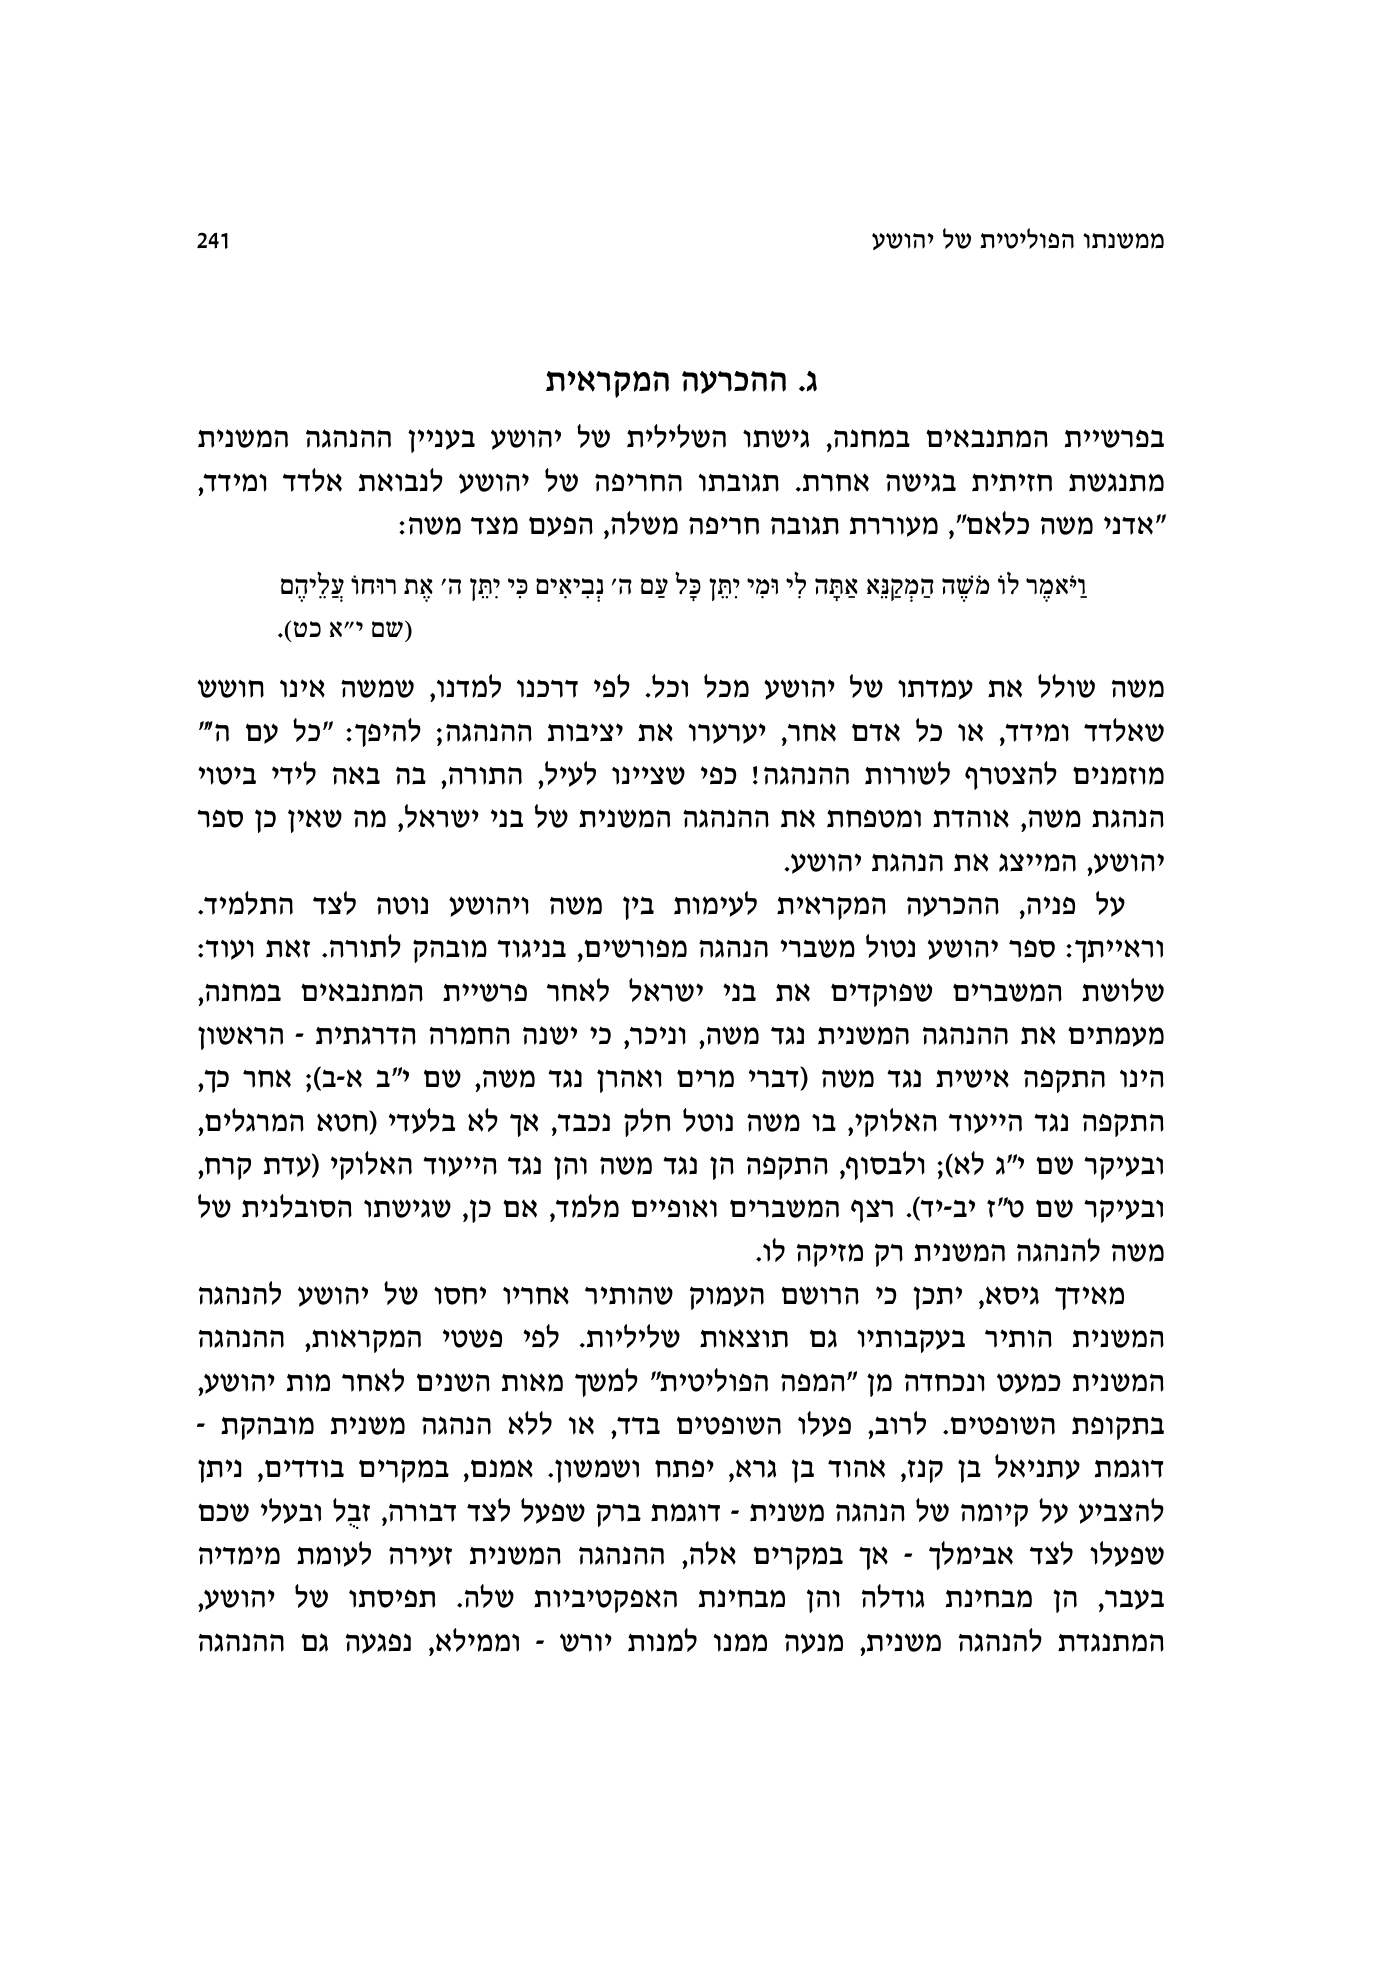 ממשנתו הפוליטית של יהושע 241
ג. ההכרעה המקראית
בפרשיית המתנבאים במחנה, גישתו השלילית של יהושע בעניין ההנהגה המשנית
מתנגשת חזיתית בגישה אחרת. תגובתו החריפה של יהושע לנבואת אלדד ומידד,
"אדני משה כלאם", מעוררת תגובה חריפה משלה, הפעם מצד משה:
וַיֹּאמֶר לוֹ מֹשֶׁה הַמְקַנֵּא אַתָּה לִי וּמִי יִתֵּן כָּל עַם ה' נְבִיאִים כִּי יִתֵּן ה' אֶת רוּחוֹ עֲלֵיהֶם
(שם י״א כט).
משה שולל את עמדתו של יהושע מכל וכל. לפי דרכנו למדנו, שמשה אינו חושש
שאלדד ומידד, או כל אדם אחר, יערערו את יציבות ההנהגה; להיפך: "כל עם ה'"
מוזמנים להצטרף לשורות ההנהגה! כפי שציינו לעיל, התורה, בה באה לידי ביטוי
הנהגת משה, אוהדת ומטפחת את ההנהגה המשנית של בני ישראל, מה שאין כן ספר
יהושע, המייצג את הנהגת יהושע.
על פניה, ההכרעה המקראית לעימות בין משה ויהושע נוטה לצד התלמיד.
וראייתך: ספר יהושע נטול משברי הנהגה מפורשים, בניגוד מובהק לתורה. זאת ועוד:
שלושת המשברים שפוקדים את בני ישראל לאחר פרשיית המתנבאים במחנה,
מעמתים את ההנהגה המשנית נגד משה, וניכר, כי ישנה החמרה הדרגתית - הראשון
הינו התקפה אישית נגד משה (דברי מרים ואהרן נגד משה, שם י"ב א-ב); אחר כך,
התקפה נגד הייעוד האלוקי, בו משה נוטל חלק נכבד, אך לא בלעדי (חטא המרגלים,
ובעיקר שם י"ג לא); ולבסוף, התקפה הן נגד משה והן נגד הייעוד האלוקי (עדת קרח,
ובעיקר שם ט"ז יב-יד). רצף המשברים ואופיים מלמד, אם כן, שגישתו הסובלנית של
משה להנהגה המשנית רק מזיקה לו.
מאידך גיסא, יתכן כי הרושם העמוק שהותיר אחריו יחסו של יהושע להנהגה
המשנית הותיר בעקבותיו גם תוצאות שליליות. לפי פשטי המקראות, ההנהגה
המשנית כמעט ונכחדה מן "המפה הפוליטית" למשך מאות השנים לאחר מות יהושע,
בתקופת השופטים. לרוב, פעלו השופטים בדד, או ללא הנהגה משנית מובהקת -
דוגמת עתניאל בן קנז, אהוד בן גרא, יפתח ושמשון. אמנם, במקרים בודדים, ניתן
להצביע על קיומה של הנהגה משנית - דוגמת ברק שפעל לצד דבורה, זבֻל ובעלי שכם
שפעלו לצד אבימלך - אך במקרים אלה, ההנהגה המשנית זעירה לעומת מימדיה
בעבר, הן מבחינת גודלה והן מבחינת האפקטיביות שלה. תפיסתו של יהושע,
המתנגדת להנהגה משנית, מנעה ממנו למנות יורש - וממילא, נפגעה גם ההנהגה